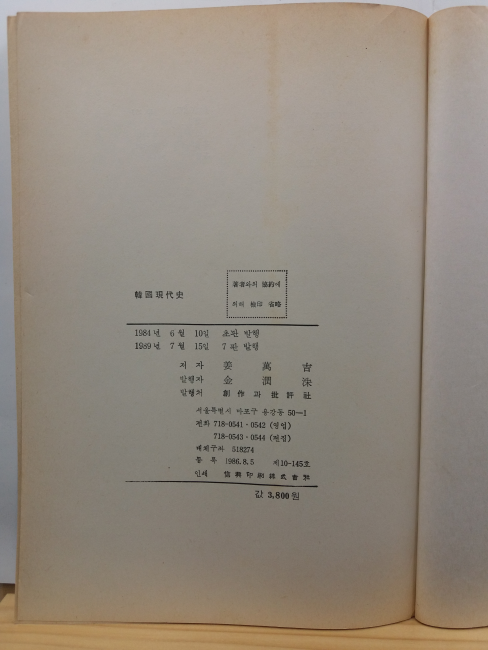 韓國現代史
著者와의 協約에
의해 檢印 省略
1984년 6월 10일 초판 발행
1989년 7월 15일 7판 발행
저자 姜萬吉
발행자 金潤洙
발행처 創作과批評社
서울특별시 마포구 용강동 50—1
전화 718-0541·0542 (영업)
718-0543·0544 (편집)
대체구좌 518274
등록 1986.8.5 제10-145호
인쇄 信興印刷株式會社
값 3,800원